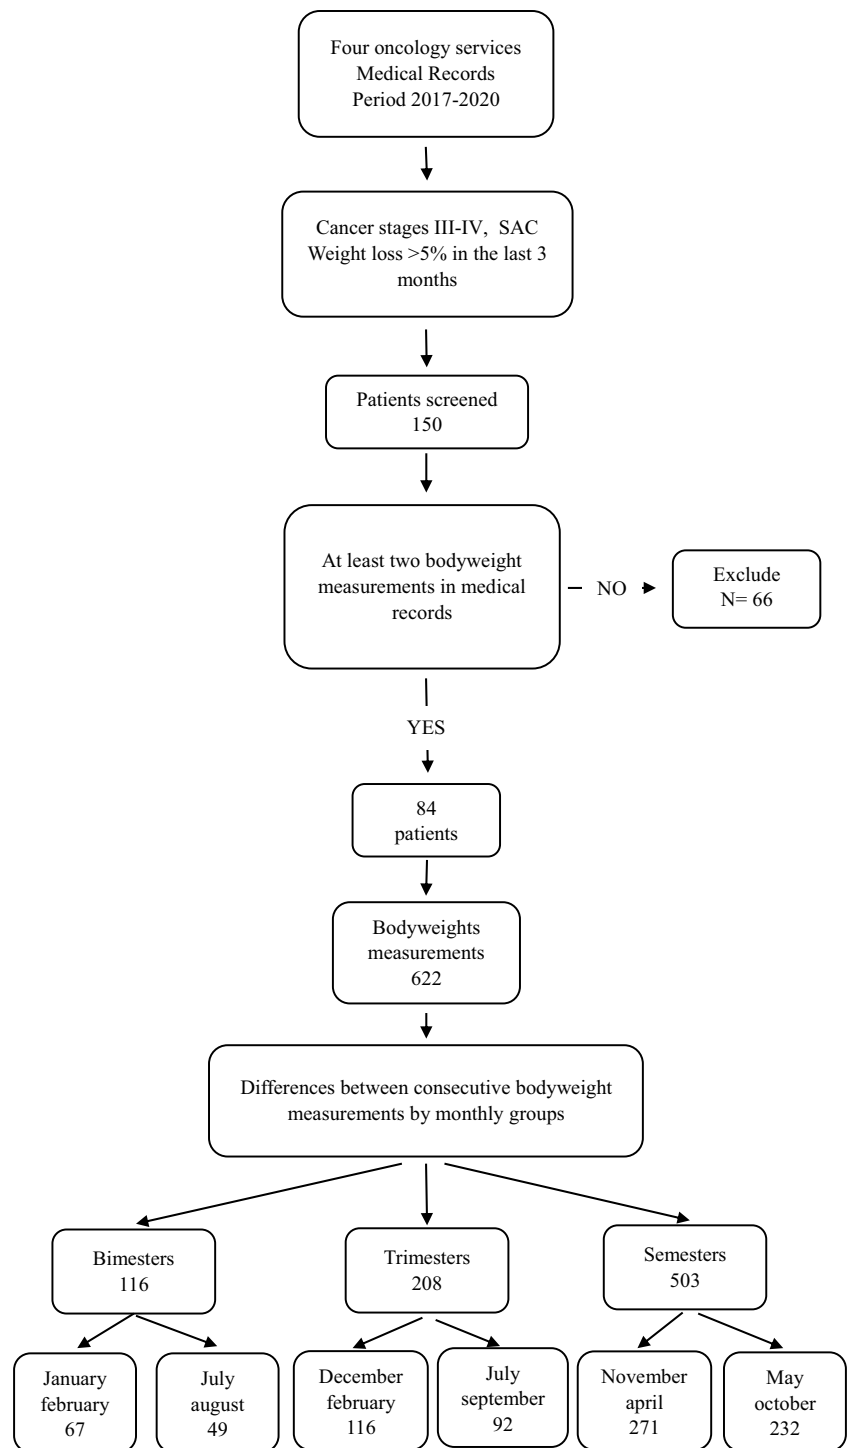 Four oncology services
Medical Records
Period 2017-2020
Cancer stages III-IV, SAC
Weight loss >5% in the last 3
months
Patients screened
150
At least two bodyweight
measurements in medical
records
NO
Exclude
N= 66
YES
84
patients
Bodyweights
measurements
622
Differences between consecutive bodyweight
measurements by monthly groups
Bimesters
116
Trimesters
208
Semesters
503
January
february
67
July
august
49
December
february
116
July
september
92
November
april
271
May
october
232